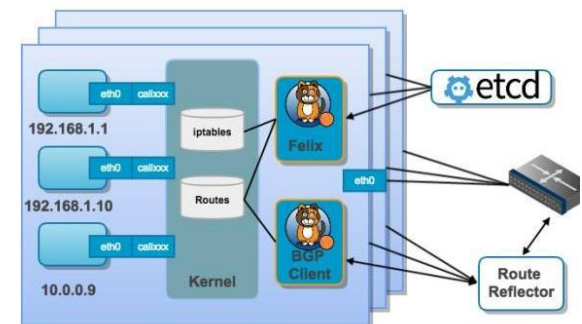 eth0 calixxx
192.168.1.1
iptables
Felix
etcd
eth0 calixxx
192.168.1.10
Routes
eth0
eth0 calixxx
10.0.0.9
Kernel
BGP
Client
Route
Reflector